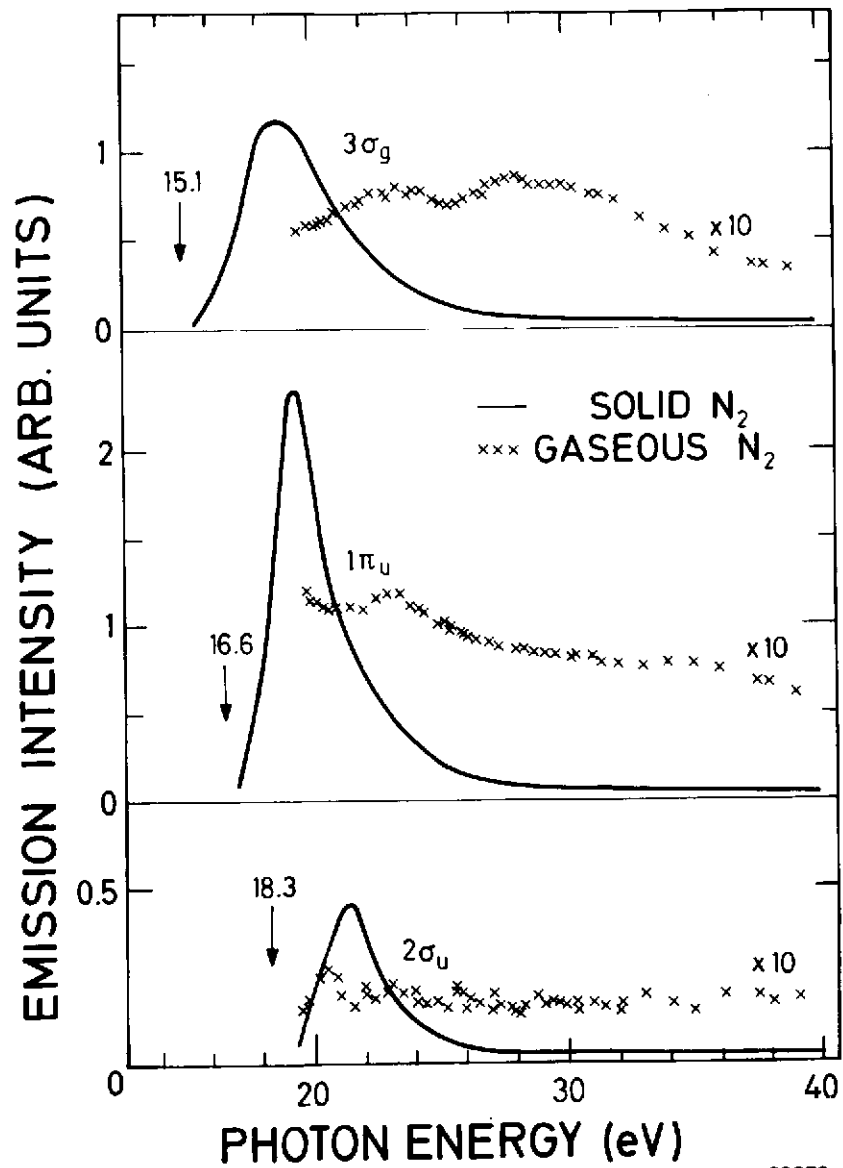 EMISSION INTENSITY (ARB. UNITS)
1
0
15.1
3σg
x10
2
1
0
16.6
1πu
x10
— SOLID N₂
××× GASEOUS N₂
0.5
18.3
2σu
x10
0
20
30
40
PHOTON ENERGY (eV)